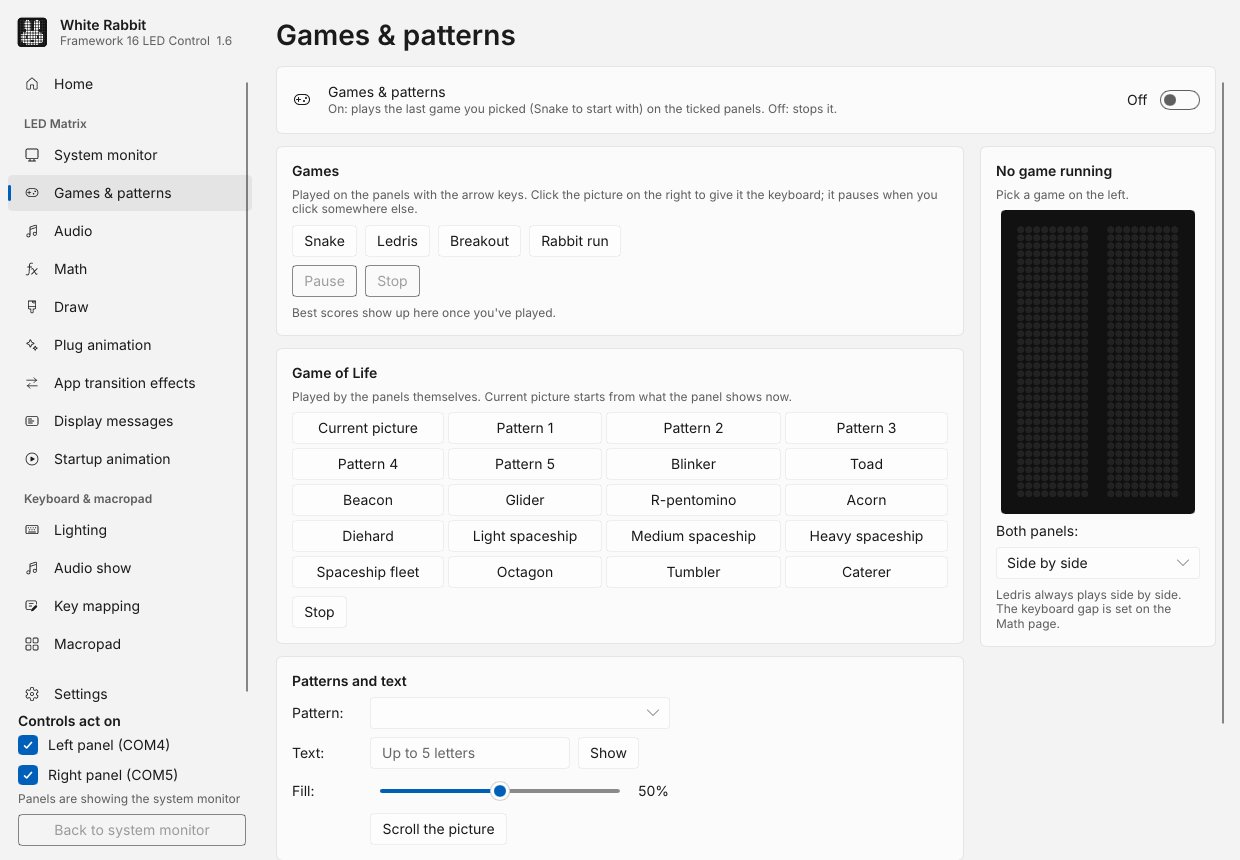 White Rabbit
Framework 16 LED Control 1.6
Home
LED Matrix
System monitor
Games & patterns
Audio
Math
Draw
Plug animation
App transition effects
Display messages
Startup animation
Keyboard & macropad
Lighting
Audio show
Key mapping
Macropad
Settings
Controls act on
Left panel (COM4)
Right panel (COM5)
Panels are showing the system monitor
Back to system monitor
Games & patterns
Games & patterns
On: plays the last game you picked (Snake to start with) on the ticked panels. Off: stops it.
Off
Games
Played on the panels with the arrow keys. Click the picture on the right to give it the keyboard; it pauses when you
click somewhere else.
Snake Ledris Breakout Rabbit run
Pause Stop
Best scores show up here once you've played.
Game of Life
Played by the panels themselves. Current picture starts from what the panel shows now.
Current picture Pattern 1 Pattern 2 Pattern 3
Pattern 4 Pattern 5 Blinker Toad
Beacon Glider R-pentomino Acorn
Diehard Light spaceship Medium spaceship Heavy spaceship
Spaceship fleet Octagon Tumbler Caterer
Stop
Patterns and text
Pattern:
Text: Up to 5 letters Show
Fill: 50%
Scroll the picture
No game running
Pick a game on the left.
Both panels:
Side by side
Ledris always plays side by side.
The keyboard gap is set on the
Math page.